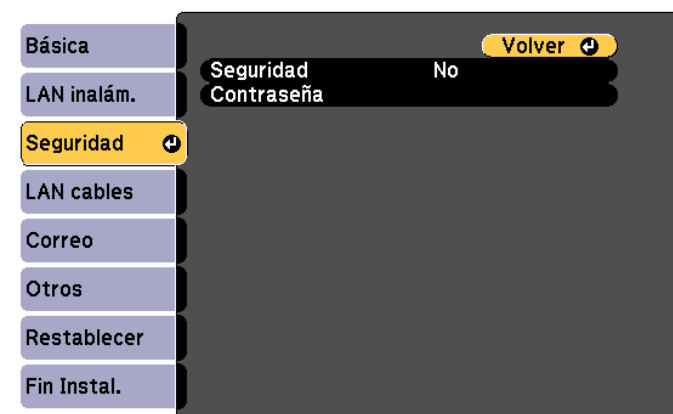 Básica
LAN inalám.
Seguridad
LAN cables
Correo
Otros
Restablecer
Fin Instal.
Volver
Seguridad No
Contraseña